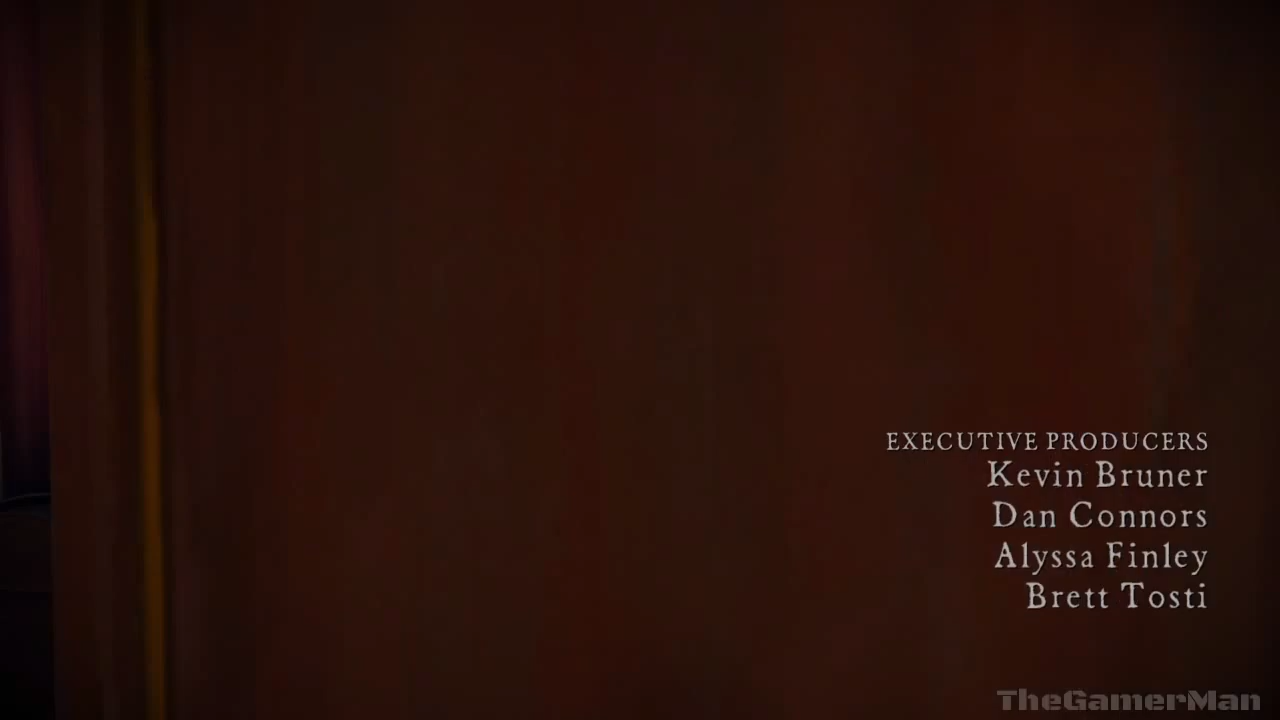 EXECUTIVE PRODUCERS
Kevin Bruner
Dan Connors
Alyssa Finley
Brett Tosti
TheGamerMan